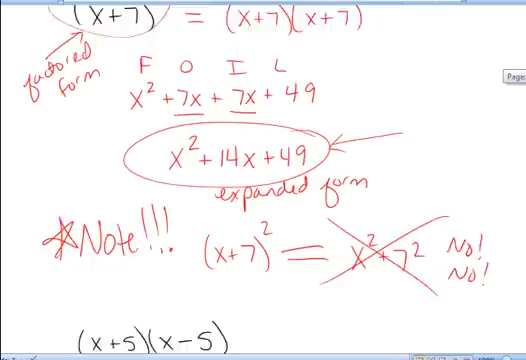 (x+7) = (x+7)(x+7)
factored form
F O I L
x² + 7x + 7x + 49
x² + 14x + 49
expanded form
*Note!!! (x+7)² = x² + 7² No! No!
(x+5)(x-5)
Page: